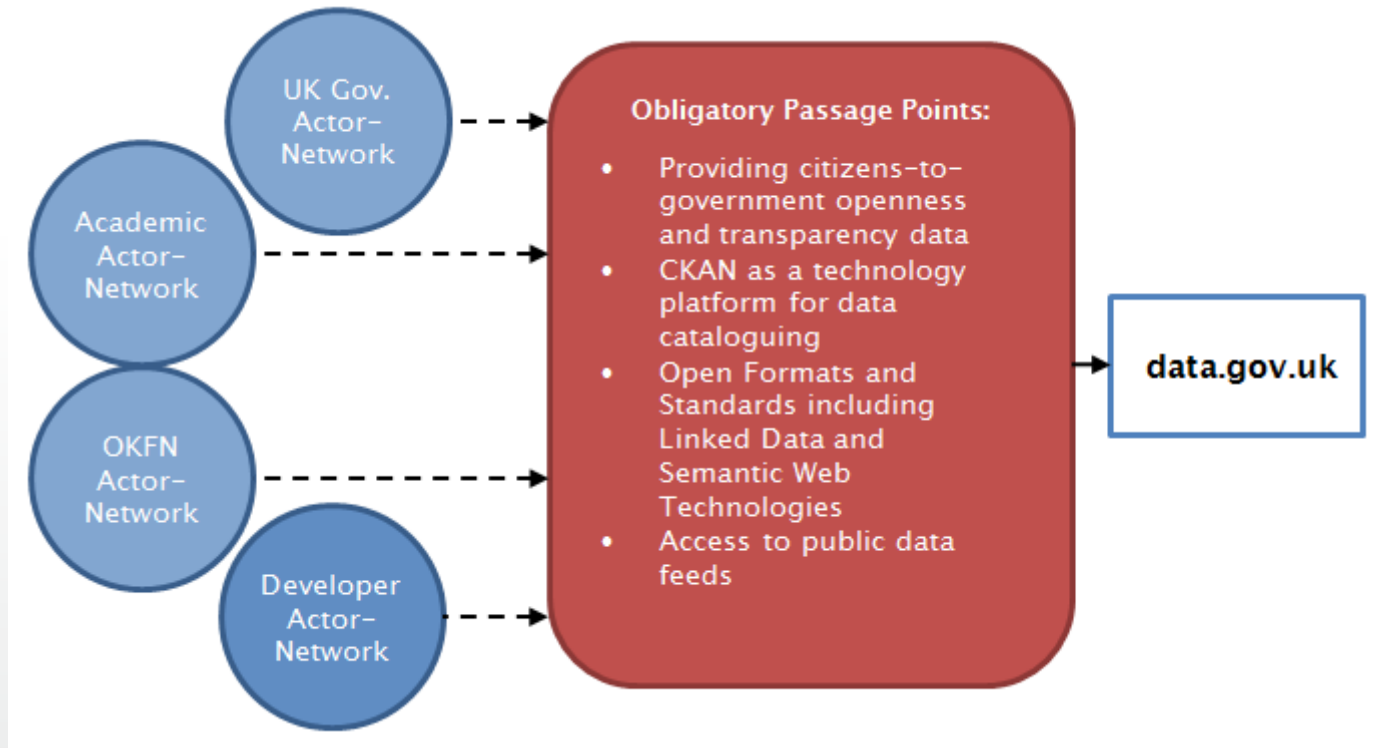 UK Gov.
Actor-
Network
Academic
Actor-
Network
OKFN
Actor-
Network
Developer
Actor-
Network
Obligatory Passage Points:
• Providing citizens-to-
government openness
and transparency data
• CKAN as a technology
platform for data
cataloguing
• Open Formats and
Standards including
Linked Data and
Semantic Web
Technologies
• Access to public data
feeds
data.gov.uk